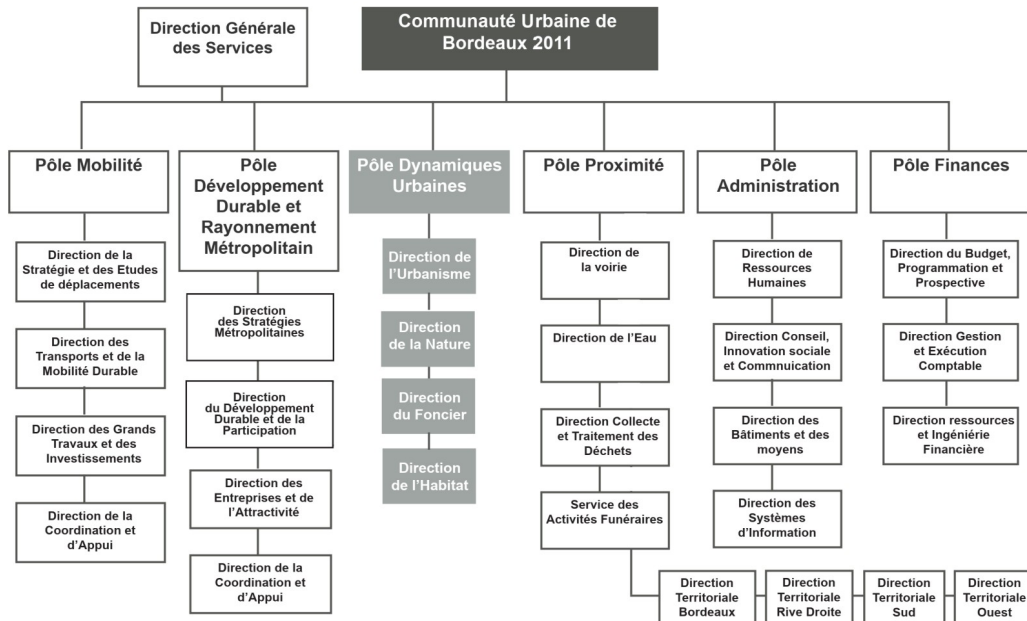 Direction Générale
des Services
Communauté Urbaine de
Bordeaux 2011
Pôle Mobilité
Direction de la
Stratégie et des Etudes
de déplacements
Direction des
Transports et de la
Mobilité Durable
Direction des Grands
Travaux et des
Investissements
Direction de la
Coordination et
d'Appui
Pôle
Développement
Durable et
Rayonnement
Métropolitain
Direction
des Stratégies
Métropolitaines
Direction
du Développement
Durable et de la
Participation
Direction des
Entreprises et de
l'Attractivité
Direction de la
Coordination et
d'Appui
Pôle Dynamiques
Urbaines
Direction de
l'Urbanisme
Direction
de la Nature
Direction
du Foncier
Direction
de l'Habitat
Pôle Proximité
Direction de
la voirie
Direction de l'Eau
Direction Collecte
et Traitement des
Déchets
Service des
Activités Funéraires
Direction
Territoriale
Bordeaux
Direction
Territoriale
Rive Droite
Direction
Territoriale
Sud
Direction
Territoriale
Ouest
Pôle
Administration
Direction de
Ressources
Humaines
Direction Conseil,
Innovation sociale
et Commnuication
Direction des
Bâtiments et des
moyens
Direction des
Systèmes
d'Information
Pôle Finances
Direction du Budget,
Programmation et
Prospective
Direction Gestion
et Exécution
Comptable
Direction ressources
et Ingéniérie
Financière